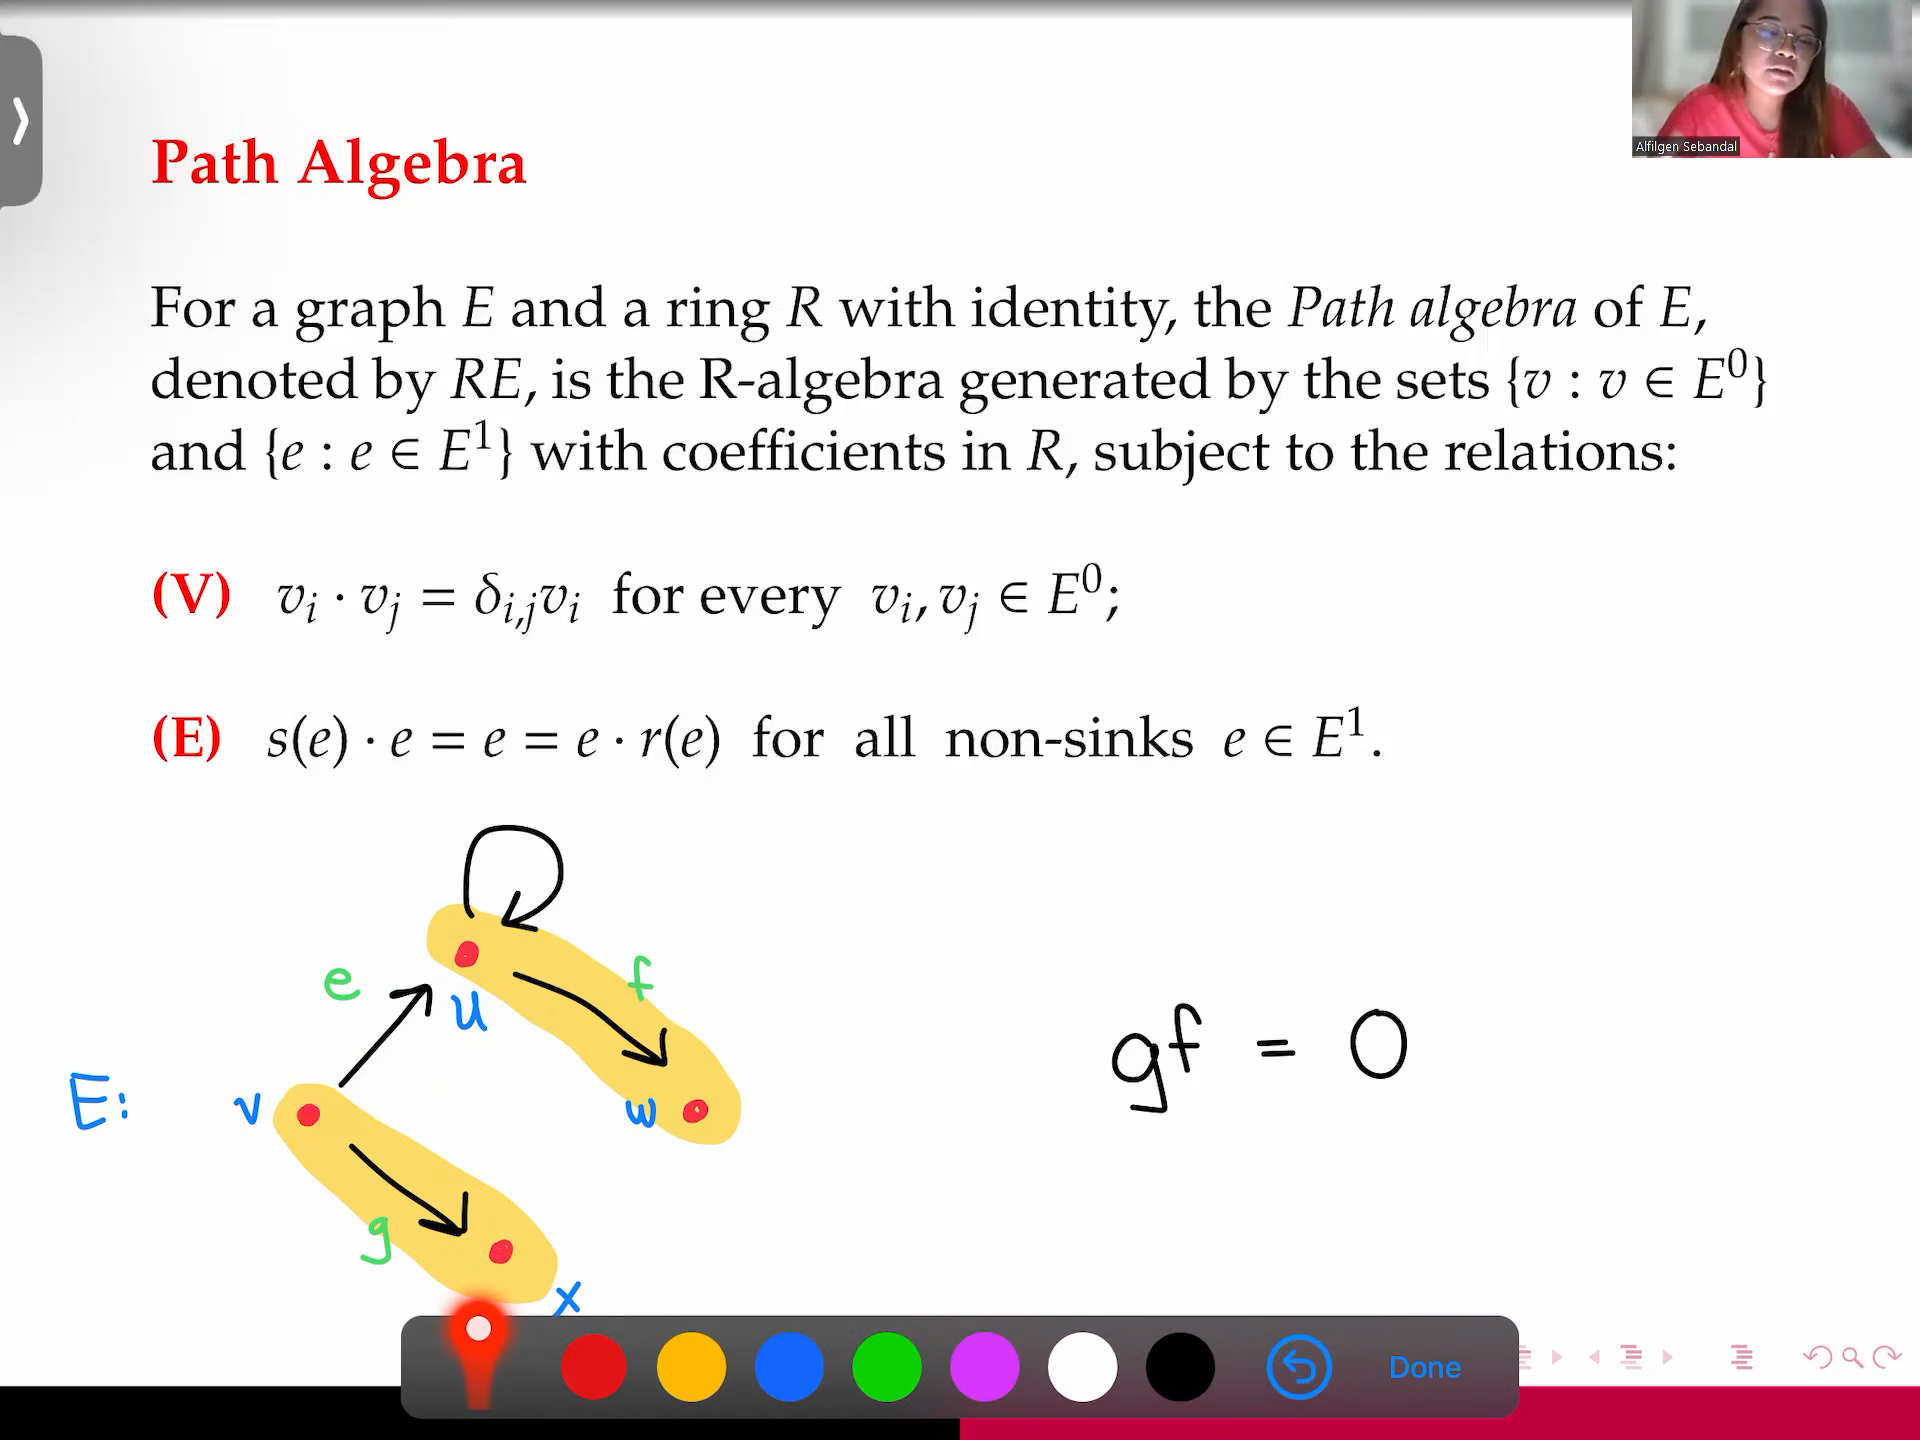 Alfilgen Sebandal
Path Algebra
For a graph E and a ring R with identity, the Path algebra of E,
denoted by RE, is the R-algebra generated by the sets {v : v ∈ E⁰}
and {e : e ∈ E¹} with coefficients in R, subject to the relations:
(V) vᵢ · vⱼ = δᵢ,ⱼvᵢ for every vᵢ, vⱼ ∈ E⁰;
(E) s(e) · e = e = e · r(e) for all non-sinks e ∈ E¹.
e
f
u
gf = 0
E:
v
w
g
x
Done